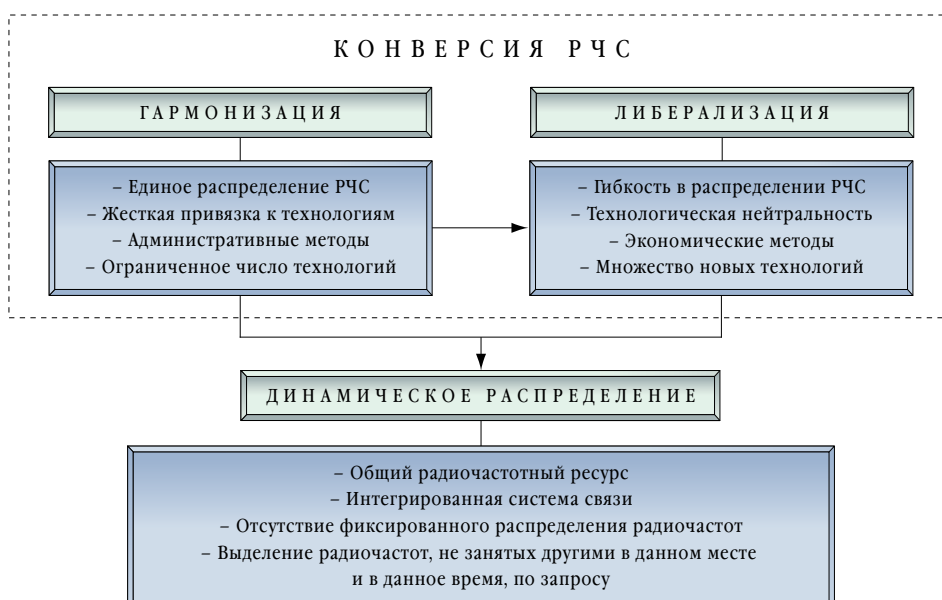 КОНВЕРСИЯ РЧС
ГАРМОНИЗАЦИЯ
– Единое распределение РЧС
– Жесткая привязка к технологиям
– Административные методы
– Ограниченное число технологий
ЛИБЕРАЛИЗАЦИЯ
– Гибкость в распределении РЧС
– Технологическая нейтральность
– Экономические методы
– Множество новых технологий
ДИНАМИЧЕСКОЕ РАСПРЕДЕЛЕНИЕ
– Общий радиочастотный ресурс
– Интегрированная система связи
– Отсутствие фиксированного распределения радиочастот
– Выделение радиочастот, не занятых другими в данном месте
и в данное время, по запросу